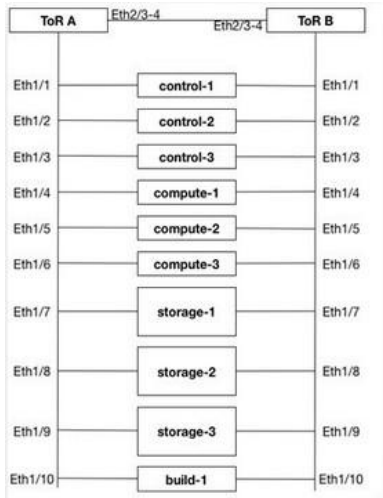 ToR A Eth2/3-4 ToR B
Eth2/3-4
Eth1/1 control-1 Eth1/1
Eth1/2 control-2 Eth1/2
Eth1/3 control-3 Eth1/3
Eth1/4 compute-1 Eth1/4
Eth1/5 compute-2 Eth1/5
Eth1/6 compute-3 Eth1/6
Eth1/7 storage-1 Eth1/7
Eth1/8 storage-2 Eth1/8
Eth1/9 storage-3 Eth1/9
Eth1/10 build-1 Eth1/10